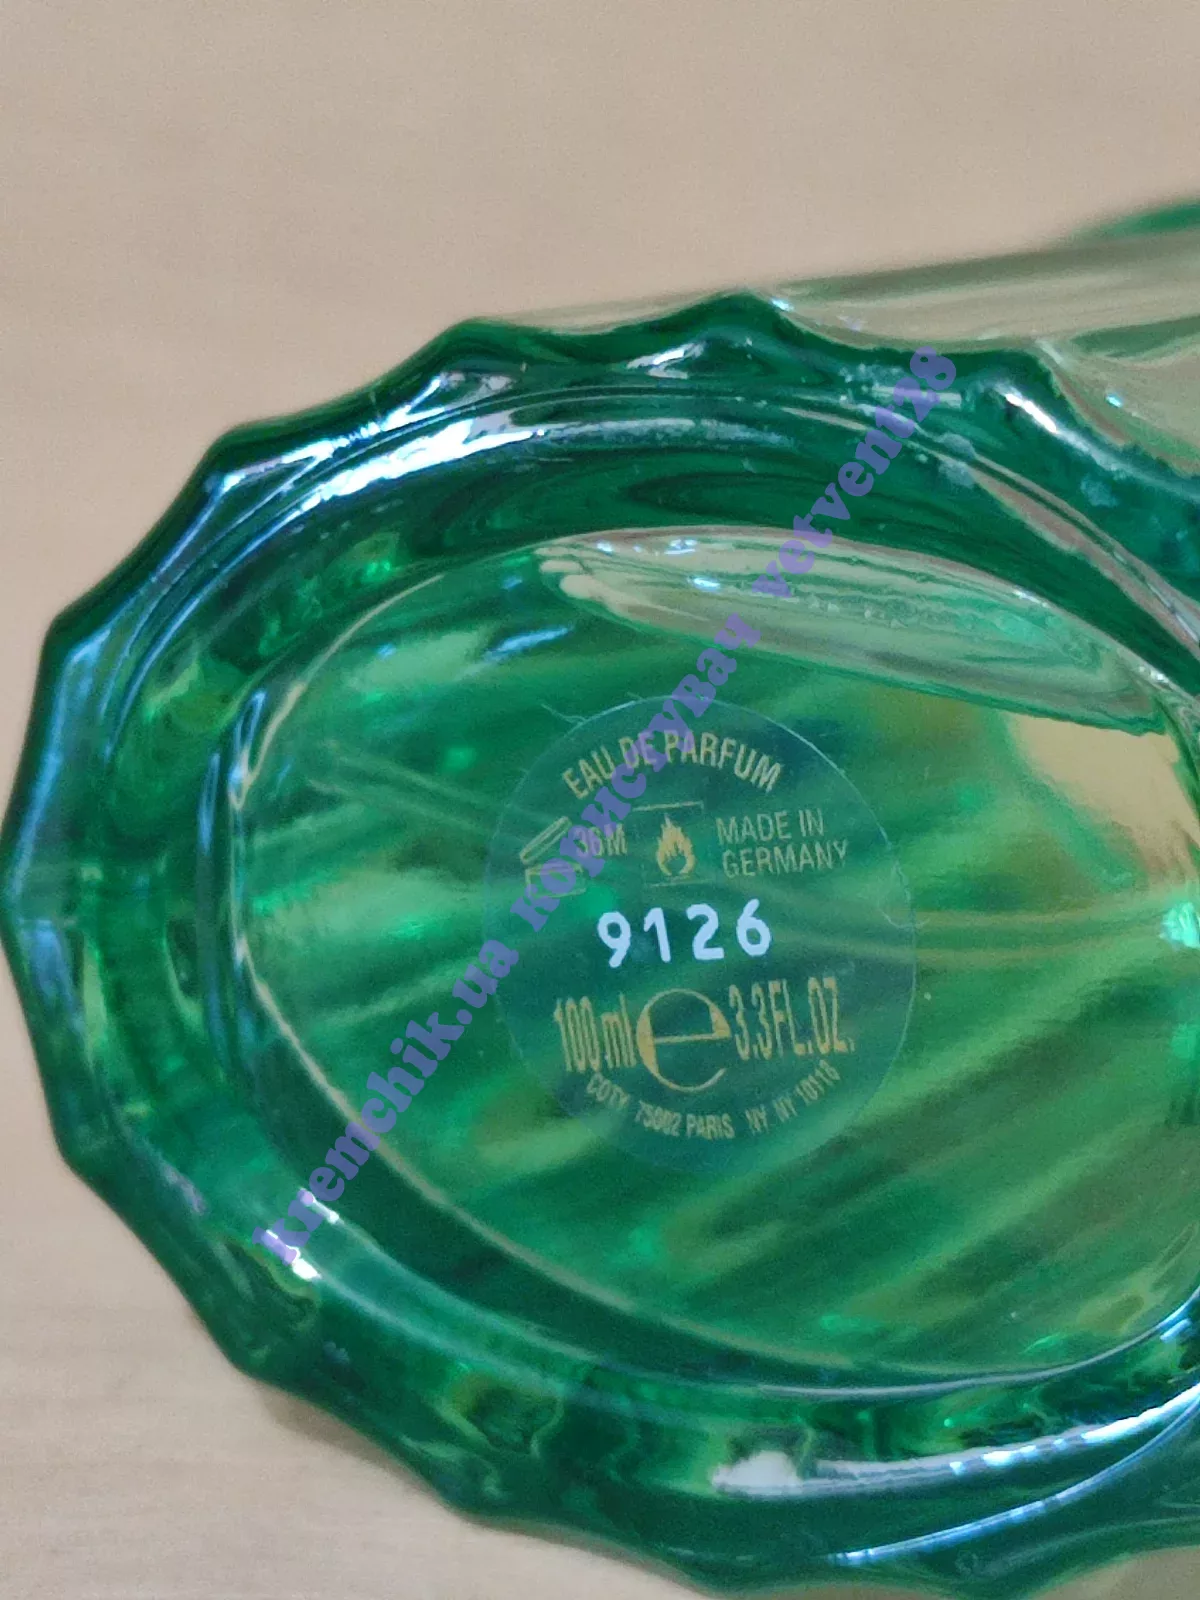 EAU DE PARFUM
36M
MADE IN
GERMANY
9126
100 ml e 3.3FL.OZ.
COTY 75002 PARIS NY NY 10118
kremchik.ua користувач vetvent28